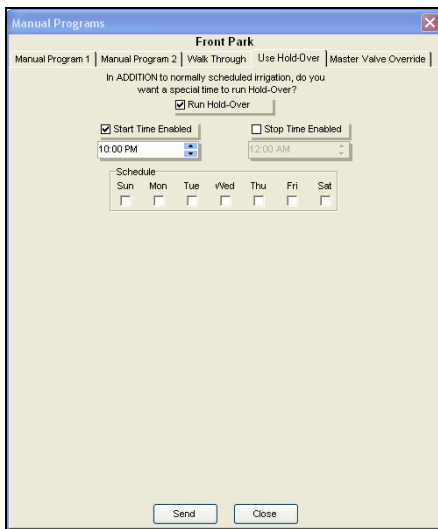 Manual Programs
Front Park
Manual Program 1 Manual Program 2 Walk Through Use Hold-Over Master Valve Override
In ADDITION to normally scheduled irrigation, do you
want a special time to run Hold-Over?
Run Hold-Over
Start Time Enabled Stop Time Enabled
10:00 PM 12:00 AM
Schedule
Sun Mon Tue Wed Thu Fri Sat
Send Close